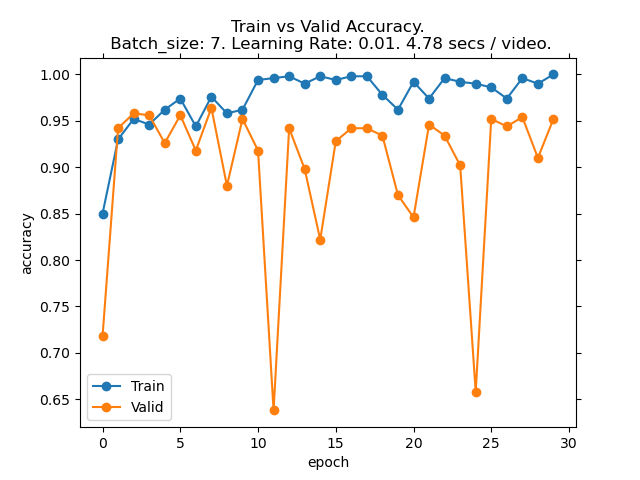 Train vs Valid Accuracy.
Batch_size: 7. Learning Rate: 0.01. 4.78 secs / video.
1.00
0.95
0.90
0.85
0.80
0.75
0.70
0.65
accuracy
Train
Valid
0 5 10 15 20 25 30
epoch